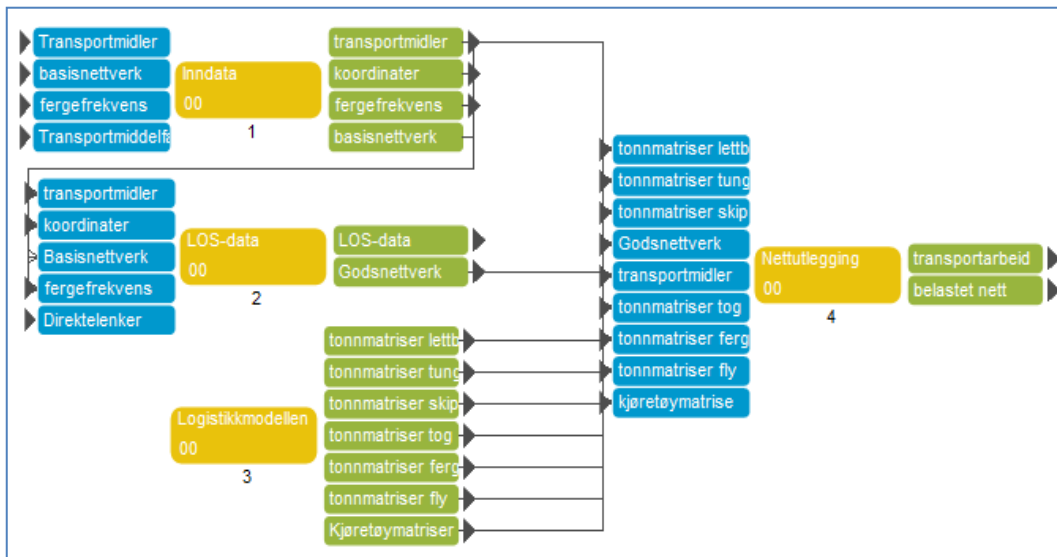 Transportmidler
basisnettverk
fergefrekvens
Transportmiddelfa
Inndata
00
1
transportmidler
koordinater
fergefrekvens
basisnettverk
transportmidler
koordinater
Basisnettverk
fergefrekvens
Direktelenker
LOS-data
00
2
LOS-data
Godsnettverk
Logistikkmodellen
00
3
tonnmatriser lettb
tonnmatriser tung
tonnmatriser skip
tonnmatriser tog
tonnmatriser ferg
tonnmatriser fly
Kjøretøymatriser
tonnmatriser lettb
tonnmatriser tung
tonnmatriser skip
Godsnettverk
transportmidler
tonnmatriser tog
tonnmatriser ferg
tonnmatriser fly
kjøretøymatrise
Nettutlegging
00
4
transportarbeid
belastet nett